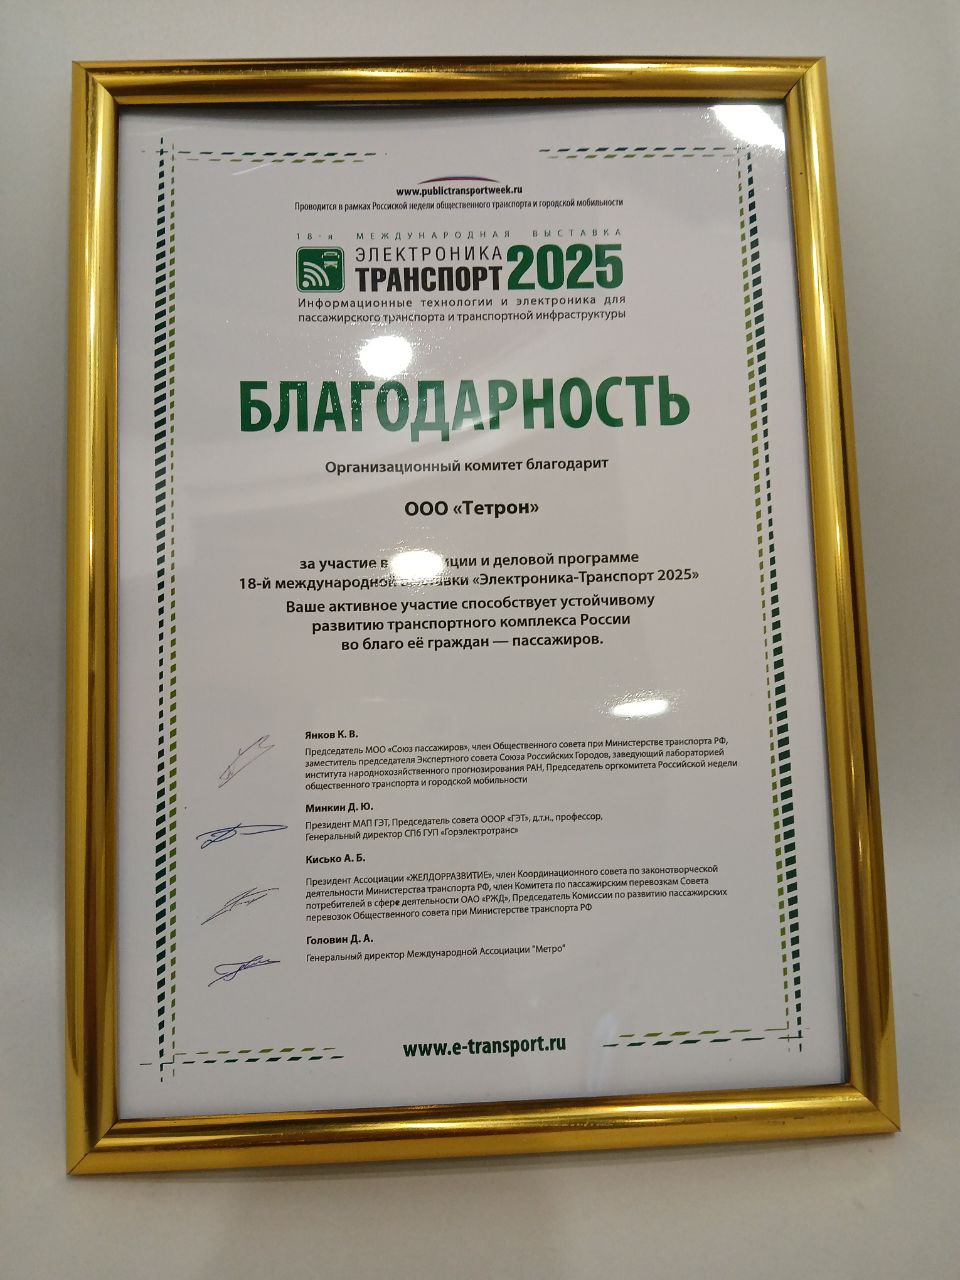 www.publictransportweek.ru
Проводится в рамках Россиской недели общественного транспорта и городской мобильности
18-я МЕЖДУНАРОДНАЯ ВЫСТАВКА
ЭЛЕКТРОНИКА
ТРАНСПОРТ 2025
Информационные технологии и электроника для
пассажирского транспорта и транспортной инфраструктуры
БЛАГОДАРНОСТЬ
Организационный комитет благодарит
ООО «Тетрон»
за участие в и деловой программе
18-й международной «Электроника-Транспорт 2025»
Ваше активное участие способствует устойчивому
развитию транспортного комплекса России
во благо её граждан — пассажиров.
Янков К. В.
Председатель МОО «Союз пассажиров», член Общественного совета при Министерстве транспорта РФ,
заместитель председателя Экспертного совета Союза Российских Городов, заведующий лабораторией
института народнохозяйственного прогнозирования РАН, Председатель оргкомитета Российской недели
общественного транспорта и городской мобильности
Минкин Д. Ю.
Президент МАП ГЭТ, Председатель совета ОООР «ГЭТ», д.т.н., профессор,
Генеральный директор СПб ГУП «Горэлектротранс»
Кисько А. Б.
Президент Ассоциации «ЖЕЛДОРРАЗВИТИЕ», член Координационного совета по законотворческой
деятельности Министерства транспорта РФ, член Комитета по пассажирским перевозкам Совета
потребителей в сфере деятельности ОАО «РЖД», Председатель Комиссии по развитию пассажирских
перевозок Общественного совета при Министерстве транспорта РФ
Головин Д. А.
Генеральный директор Международной Ассоциации "Метро"
www.e-transport.ru